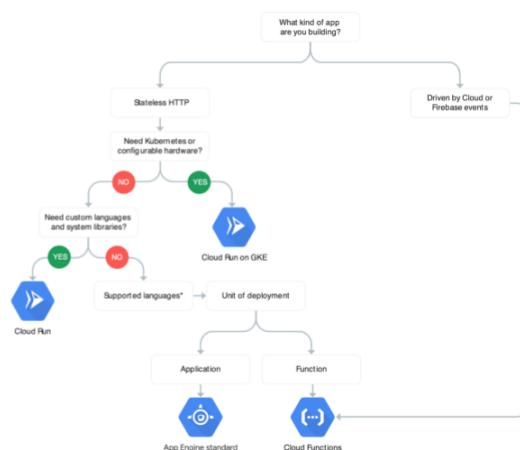 What kind of app
are you building?
Stateless HTTP
Driven by Cloud or
Firebase events
Need Kubernetes or
configurable hardware?
NO
YES
Need custom languages
and system libraries?
Cloud Run on GKE
YES
NO
Supported languages*
Unit of deployment
Cloud Run
Application
Function
App Engine standard
Cloud Functions